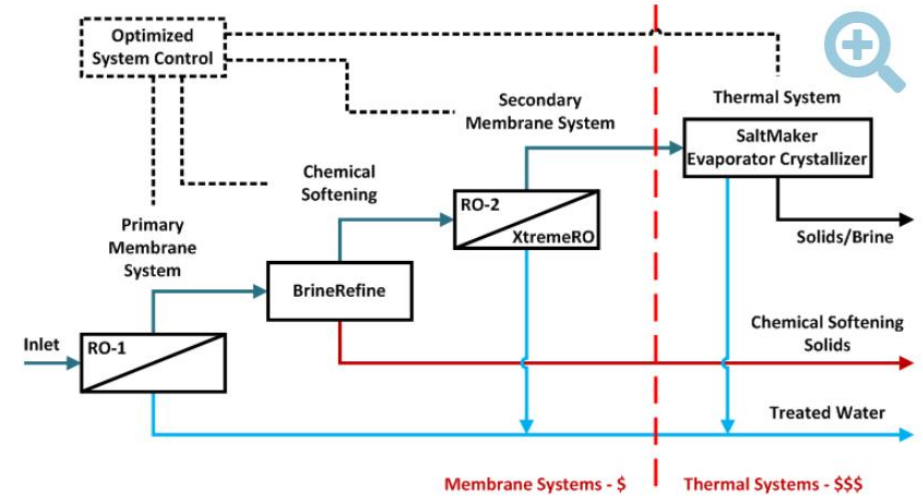 Optimized
System Control
Secondary
Membrane System
Thermal System
SaltMaker
Evaporator Crystallizer
Chemical
Softening
RO-2
XtremeRO
Primary
Membrane
System
Solids/Brine
BrineRefine
Inlet
RO-1
Chemical Softening
Solids
Treated Water
Membrane Systems - $
Thermal Systems - $$$